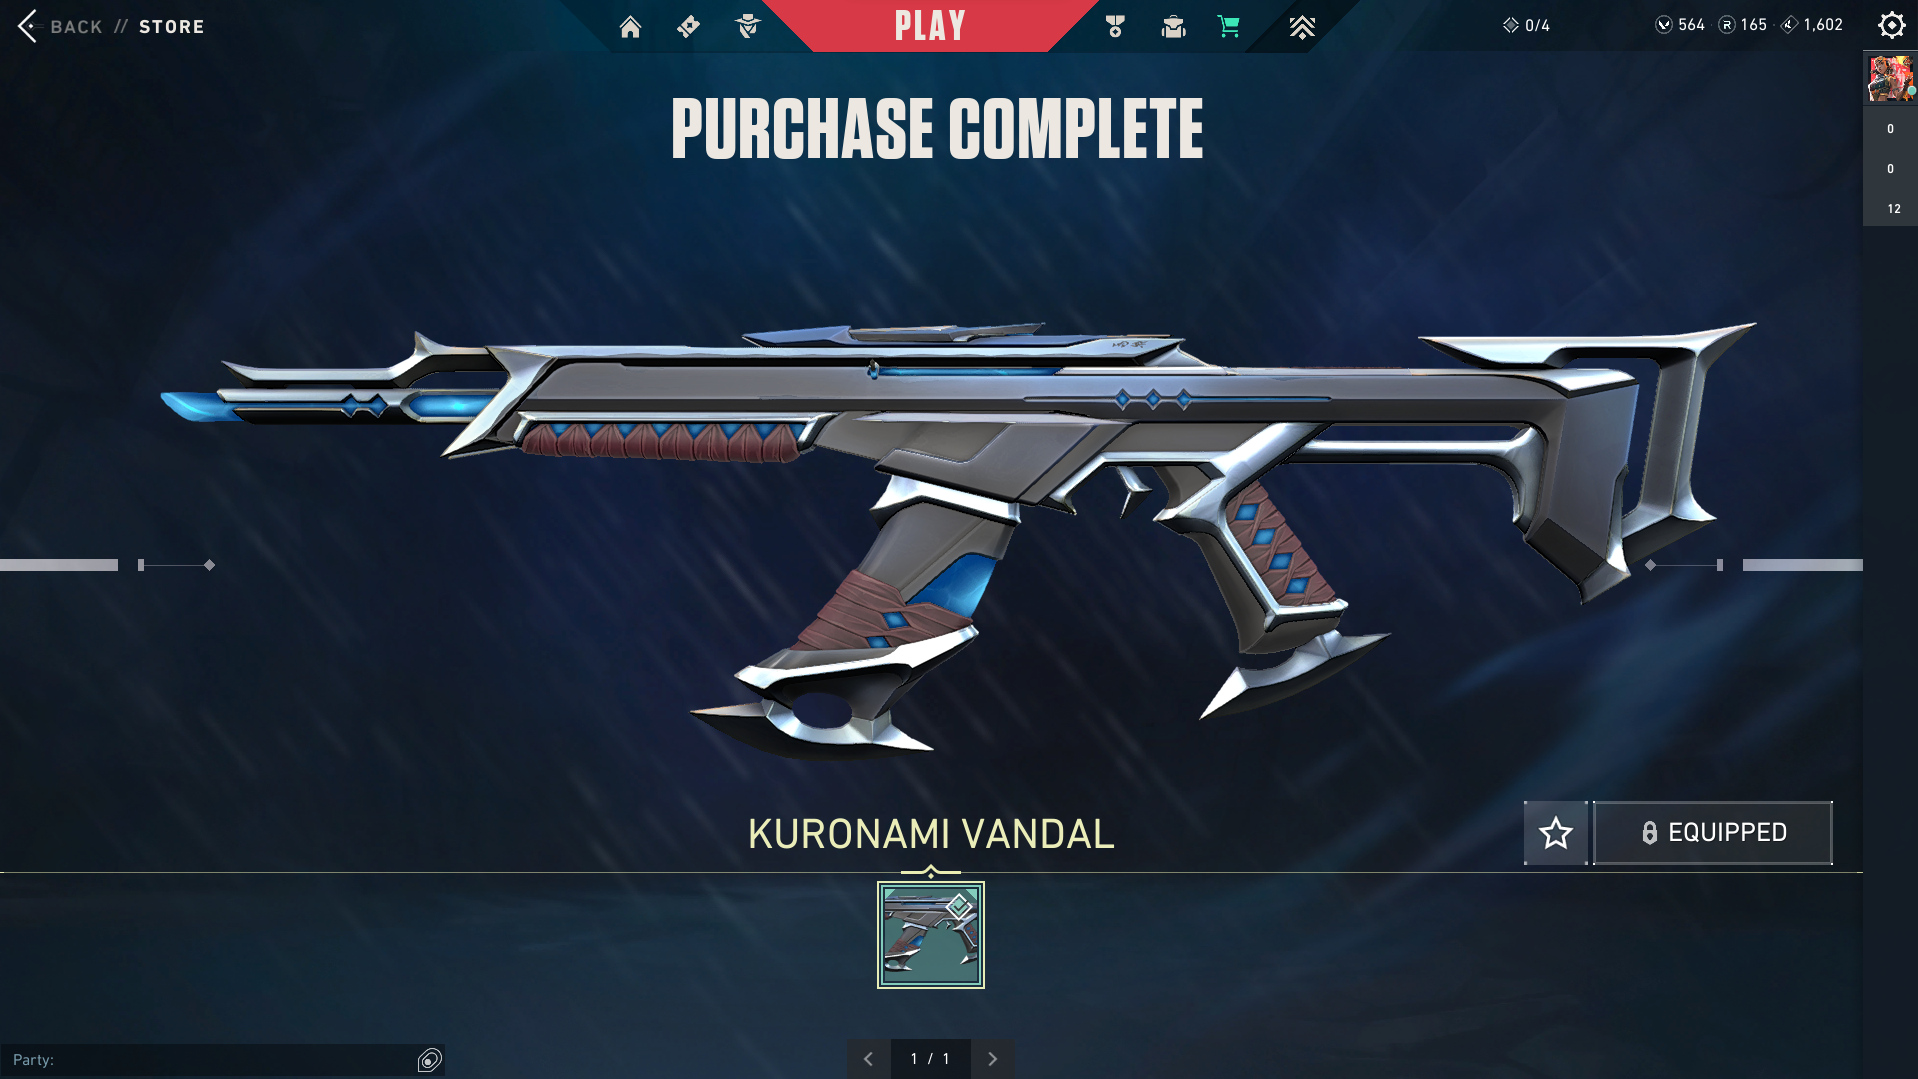 BACK // STORE
PLAY
0/4
564
165
1,602
PURCHASE COMPLETE
0
0
12
KURONAMI VANDAL
EQUIPPED
Party:
1 / 1